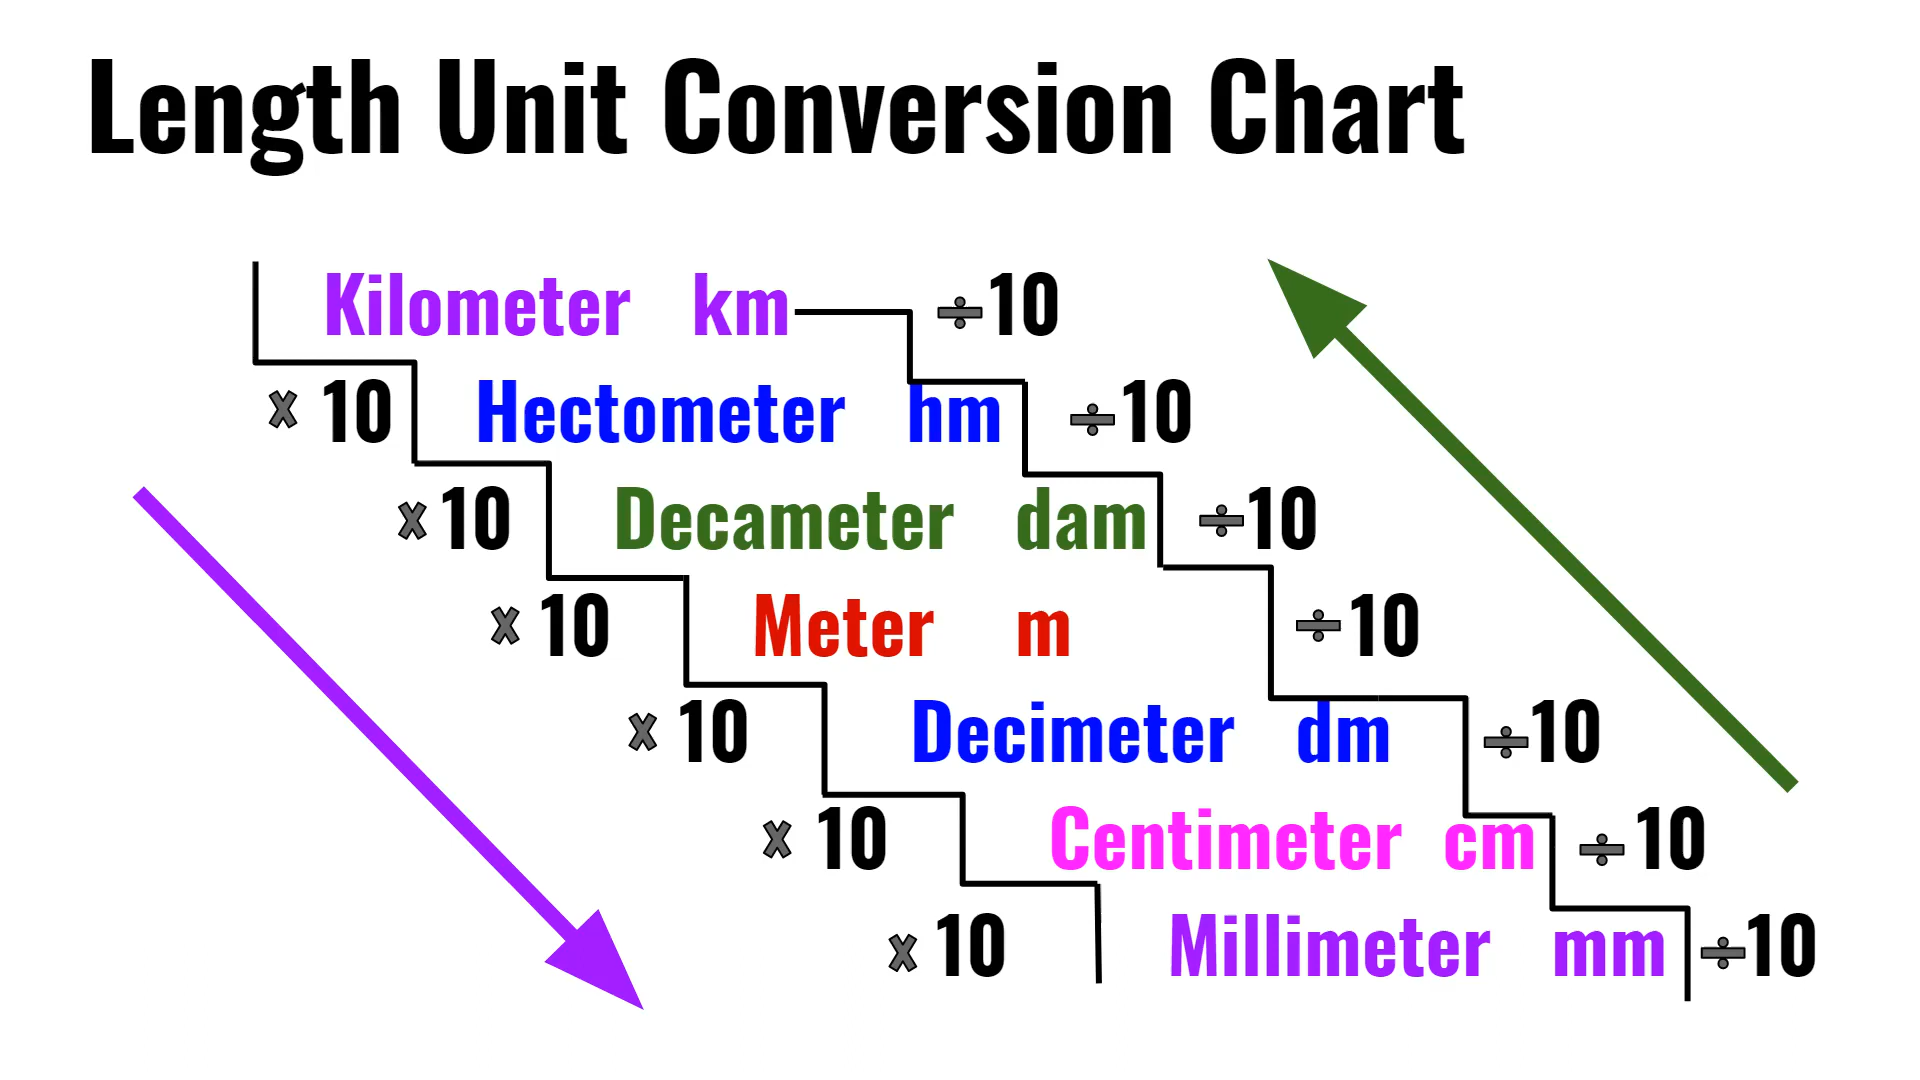 Length Unit Conversion Chart
Kilometer km ÷10
× 10 Hectometer hm ÷10
×10 Decameter dam ÷10
× 10 Meter m ÷10
× 10 Decimeter dm ÷10
× 10 Centimeter cm ÷10
× 10 Millimeter mm ÷10